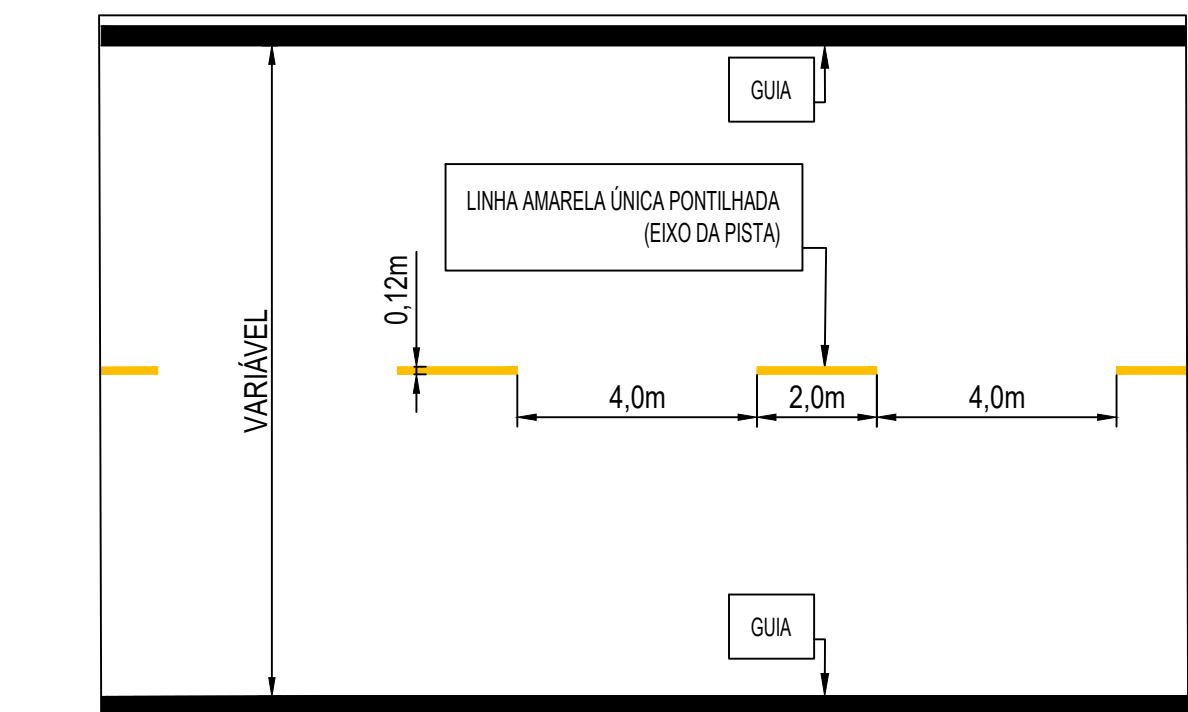 GUIA
LINHA AMARELA ÚNICA PONTILHADA
(EIXO DA PISTA)
0,12m
VARIÁVEL
4,0m
2,0m
4,0m
GUIA